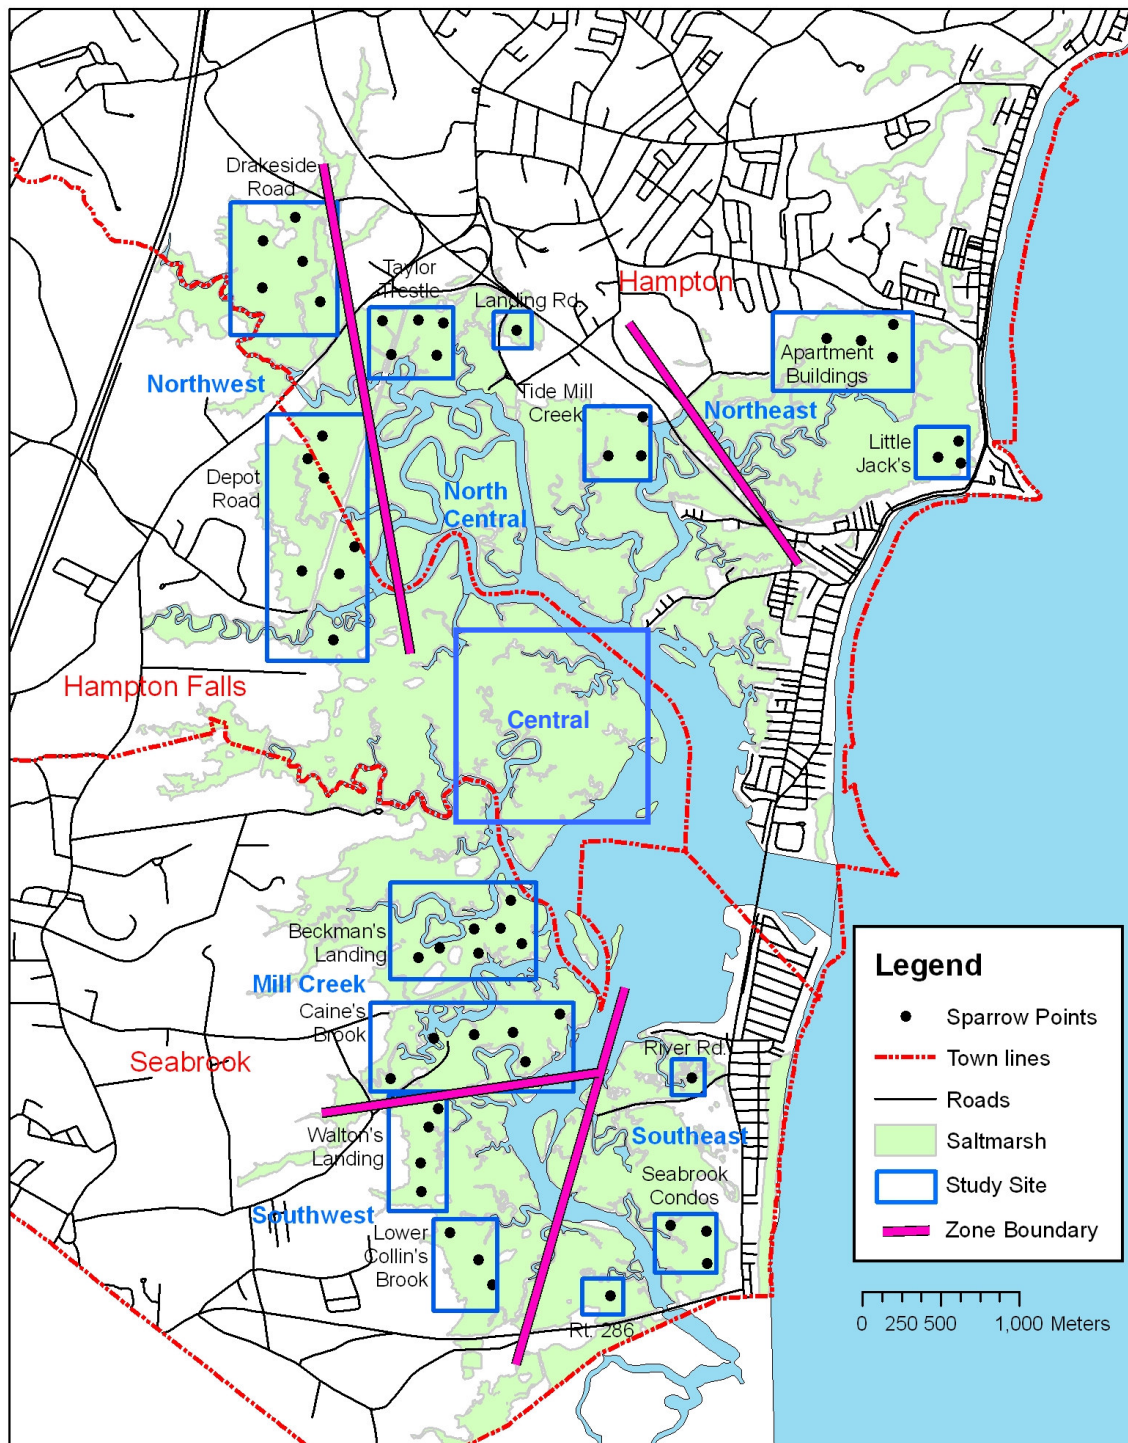 Drakeside
Road
Taylor
Trestle
Landing Rd.
Hampton
Apartment
Buildings
Northwest
Tide Mill
Creek
Northeast
Little
Jack's
Depot
Road
North
Central
Hampton Falls
Central
Beckman's
Landing
Mill Creek
Caine's
Brook
Seabrook
River Rd.
Walton's
Landing
Southeast
Seabrook
Condos
Southwest
Lower
Collin's
Brook
Rt. 286
Legend
Sparrow Points
Town lines
Roads
Saltmarsh
Study Site
Zone Boundary
0 250 500 1,000 Meters